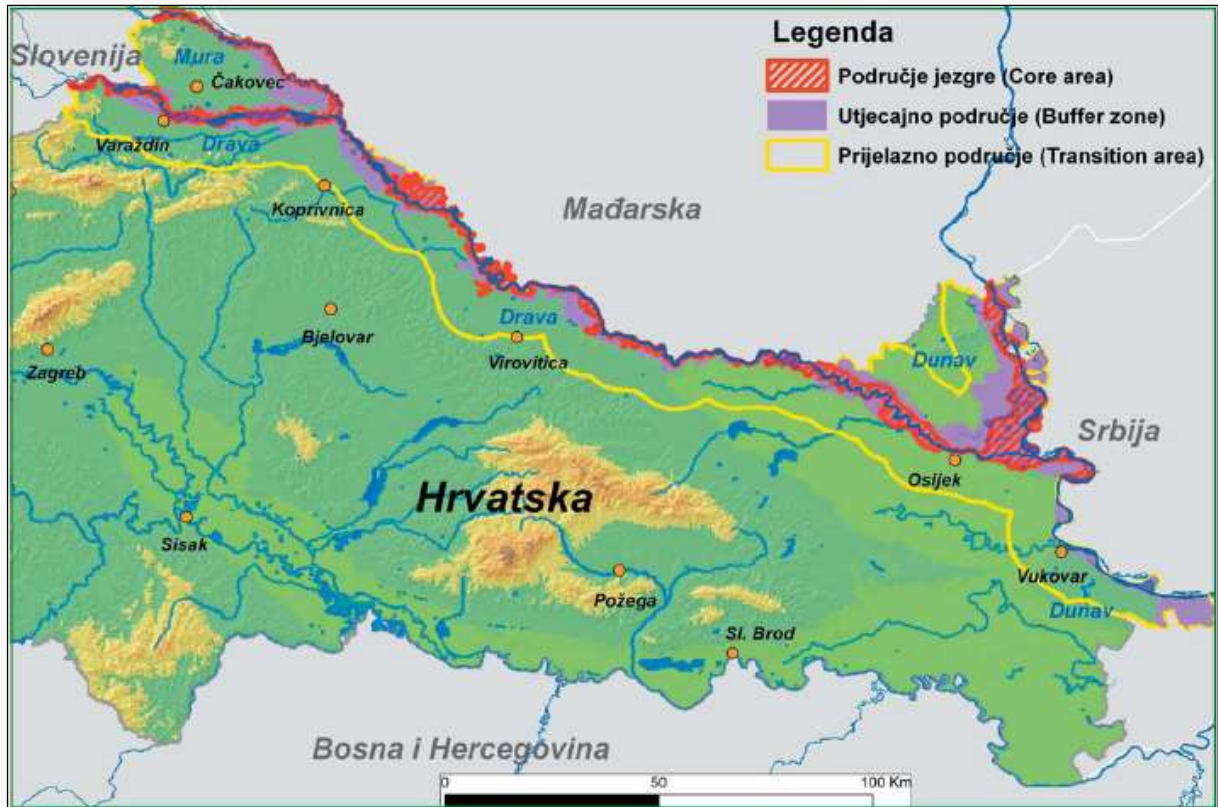 Legenda
Područje jezgre (Core area)
Utjecajno područje (Buffer zone)
Prijelazno područje (Transition area)
Slovenija
Mura
Čakovec
Varaždin
Drava
Koprivnica
Mađarska
Bjelovar
Drava
Virovitica
Dunav
Zagreb
Srbija
Hrvatska
Osijek
Sisak
Vukovar
Požega
Dunav
Sl. Brod
Bosna i Hercegovina
0 50 100 Km